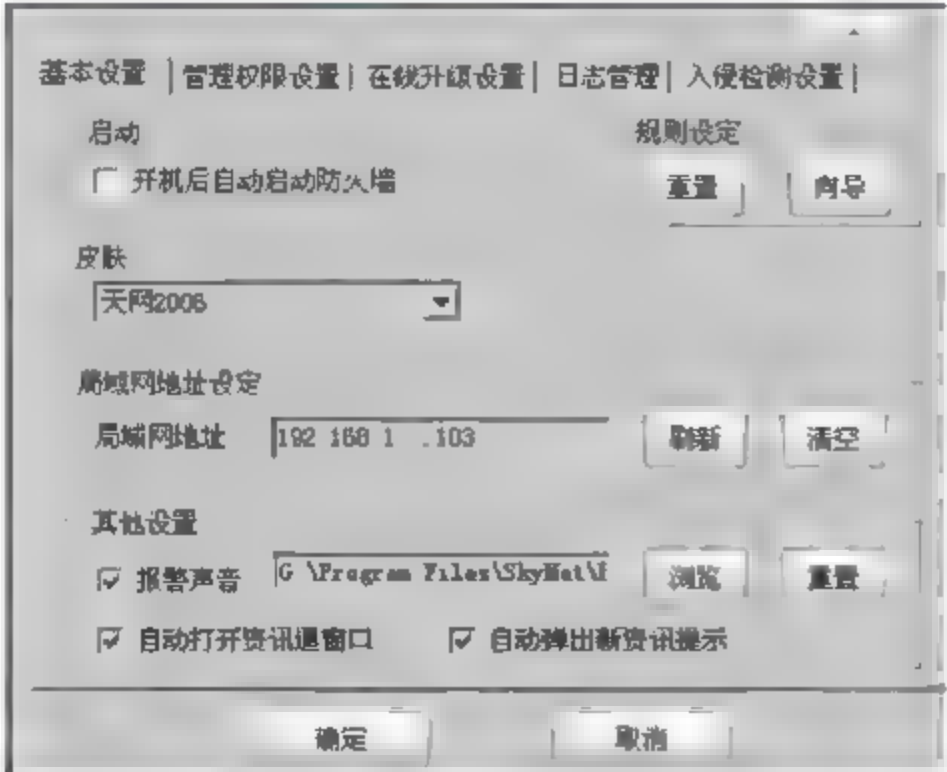 基本设置 | 管理权限设置 | 在线升级设置 | 日志管理 | 入侵检测设置 |
启动 规则设定
开机后自动启动防火墙 重置 向导
皮肤
天网2006
局域网地址设定
局域网地址 192 168 1 .103 刷新 清空
其他设置
报警声音 G \Program Files\SkyNet\F 浏览 重置
自动打开资讯通窗口 自动弹出新资讯提示
确定 取消